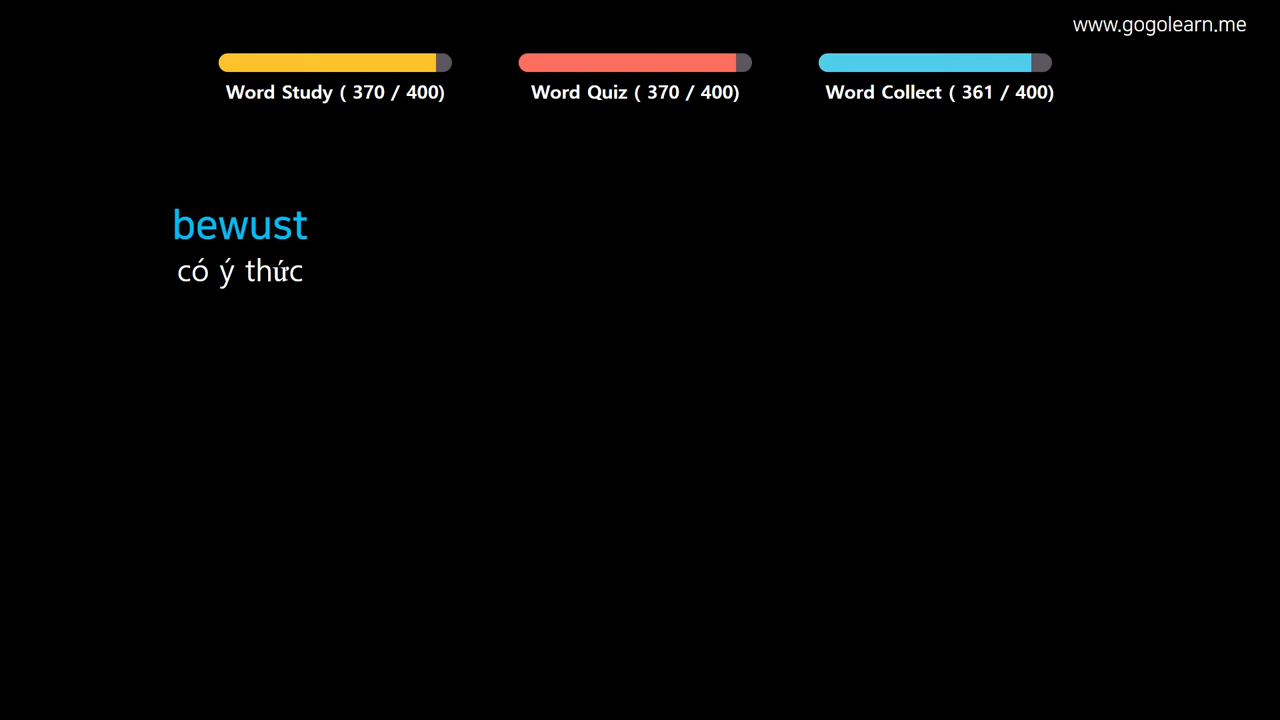 www.gogolearn.me
Word Study ( 370 / 400)
Word Quiz ( 370 / 400)
Word Collect ( 361 / 400)
bewust
có ý thức